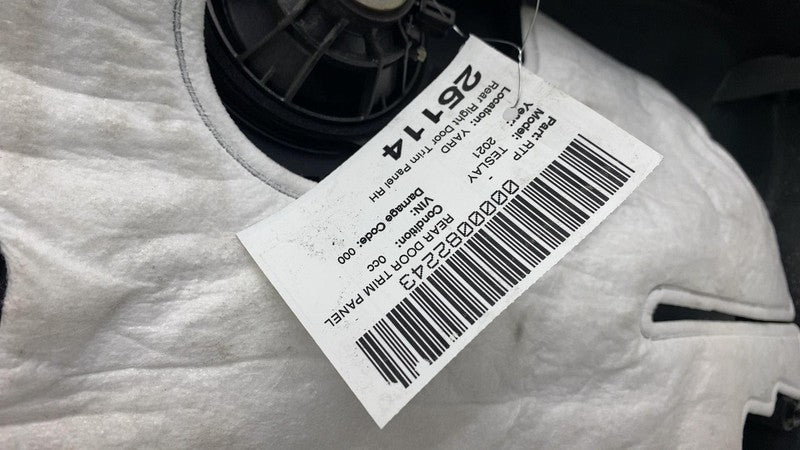 25114
Rear Right Door Trim Panel RH
Location: YARD
Year: 2021
Model: TESLAY
Part: RTP
-
VIN:
Damage Code: 000
Condition: 0cc
REAR DOOR TRIM PANEL
0000082243